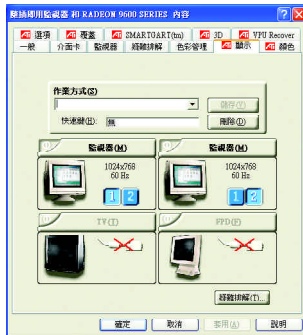 隨插即用監視器 和 RADEON 9600 SERIES 內容
選項 覆蓋 SMARTGART(tm) 3D VPU Recover
一般 介面卡 監視器 疑難排解 色彩管理 顯示 顏色
作業方式(S)
儲存(V)
快速鍵(H): 無 刪除(D)
監視器(M) 監視器(M)
1024x768 1024x768
60 Hz 60 Hz
1 2 1 2
TV(T) FPD(F)
疑難排解(T)...
確定 取消 套用(A) 說明